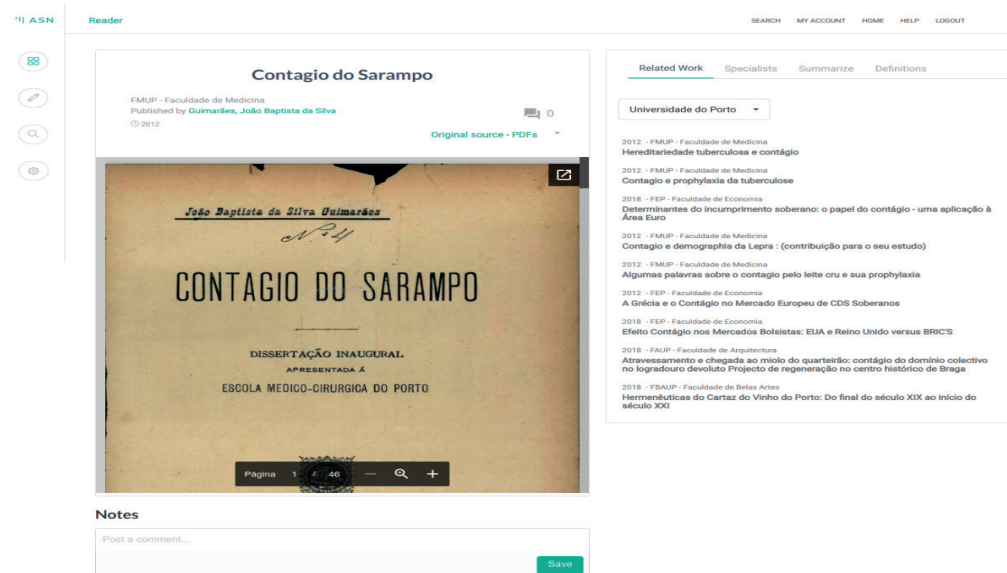 ASN
Reader
SEARCH MY ACCOUNT HOME HELP LOGOUT
Contagio do Sarampo
FMUP - Faculdade de Medicina
Published by Guimarães, João Baptista da Silva
2012
0
Original source - PDFs
João Baptista da Silva Guimarães
Nº 4
CONTAGIO DO SARAMPO
DISSERTAÇÃO INAUGURAL
APRESENTADA Á
ESCOLA MEDICO-CIRURGICA DO PORTO
Página 1 / 46
Notes
Post a comment...
Save
Related Work Specialists Summarize Definitions
Universidade do Porto
2012 - FMUP - Faculdade de Medicina
Hereditariedade tuberculosa e contágio
2012 - FMUP - Faculdade de Medicina
Contagio e prophylaxia da tuberculose
2018 - FEP - Faculdade de Economia
Determinantes do incumprimento soberano: o papel do contágio - uma aplicação à
Área Euro
2012 - FMUP - Faculdade de Medicina
Contagio e demographia da Lepra : (contribuição para o seu estudo)
2012 - FMUP - Faculdade de Medicina
Algumas palavras sobre o contagio pelo leite cru e sua prophylaxia
2012 - FEP - Faculdade de Economia
A Grécia e o Contágio no Mercado Europeu de CDS Soberanos
2018 - FEP - Faculdade de Economia
Efeito Contágio nos Mercados Bolsistas: EUA e Reino Unido versus BRIC'S
2018 - FAUP - Faculdade de Arquitectura
Atravessamento e chegada ao miolo do quarteirão: contágio do domínio colectivo
no logradouro devoluto Projecto de regeneração no centro histórico de Braga
2018 - FBAUP - Faculdade de Belas Artes
Hermenêuticas do Cartaz do Vinho do Porto: Do final do século XIX ao início do
século XXI